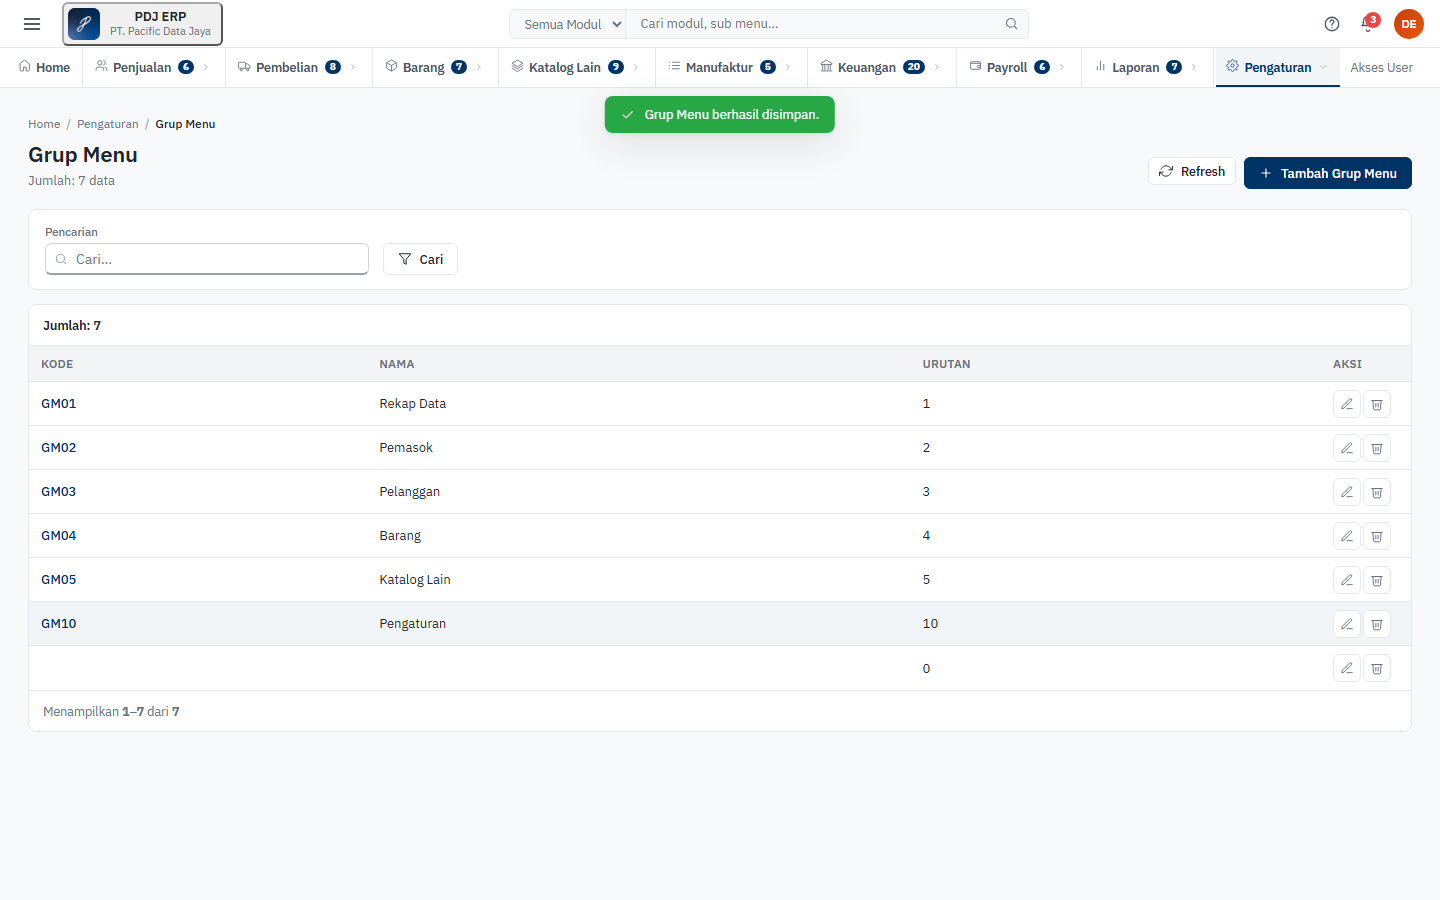 PDJ ERP
PT. Pacific Data Jaya
Semua Modul
Cari modul, sub menu...
3
DE
Home
Penjualan 6
Pembelian 8
Barang 7
Katalog Lain 9
Manufaktur 5
Keuangan 20
Payroll 6
Laporan 7
Pengaturan
Akses User
Grup Menu berhasil disimpan.
Home / Pengaturan / Grup Menu
Grup Menu
Jumlah: 7 data
Refresh
Tambah Grup Menu
Pencarian
Cari...
Cari
Jumlah: 7
KODE NAMA URUTAN AKSI
GM01 Rekap Data 1
GM02 Pemasok 2
GM03 Pelanggan 3
GM04 Barang 4
GM05 Katalog Lain 5
GM10 Pengaturan 10
0
Menampilkan 1–7 dari 7